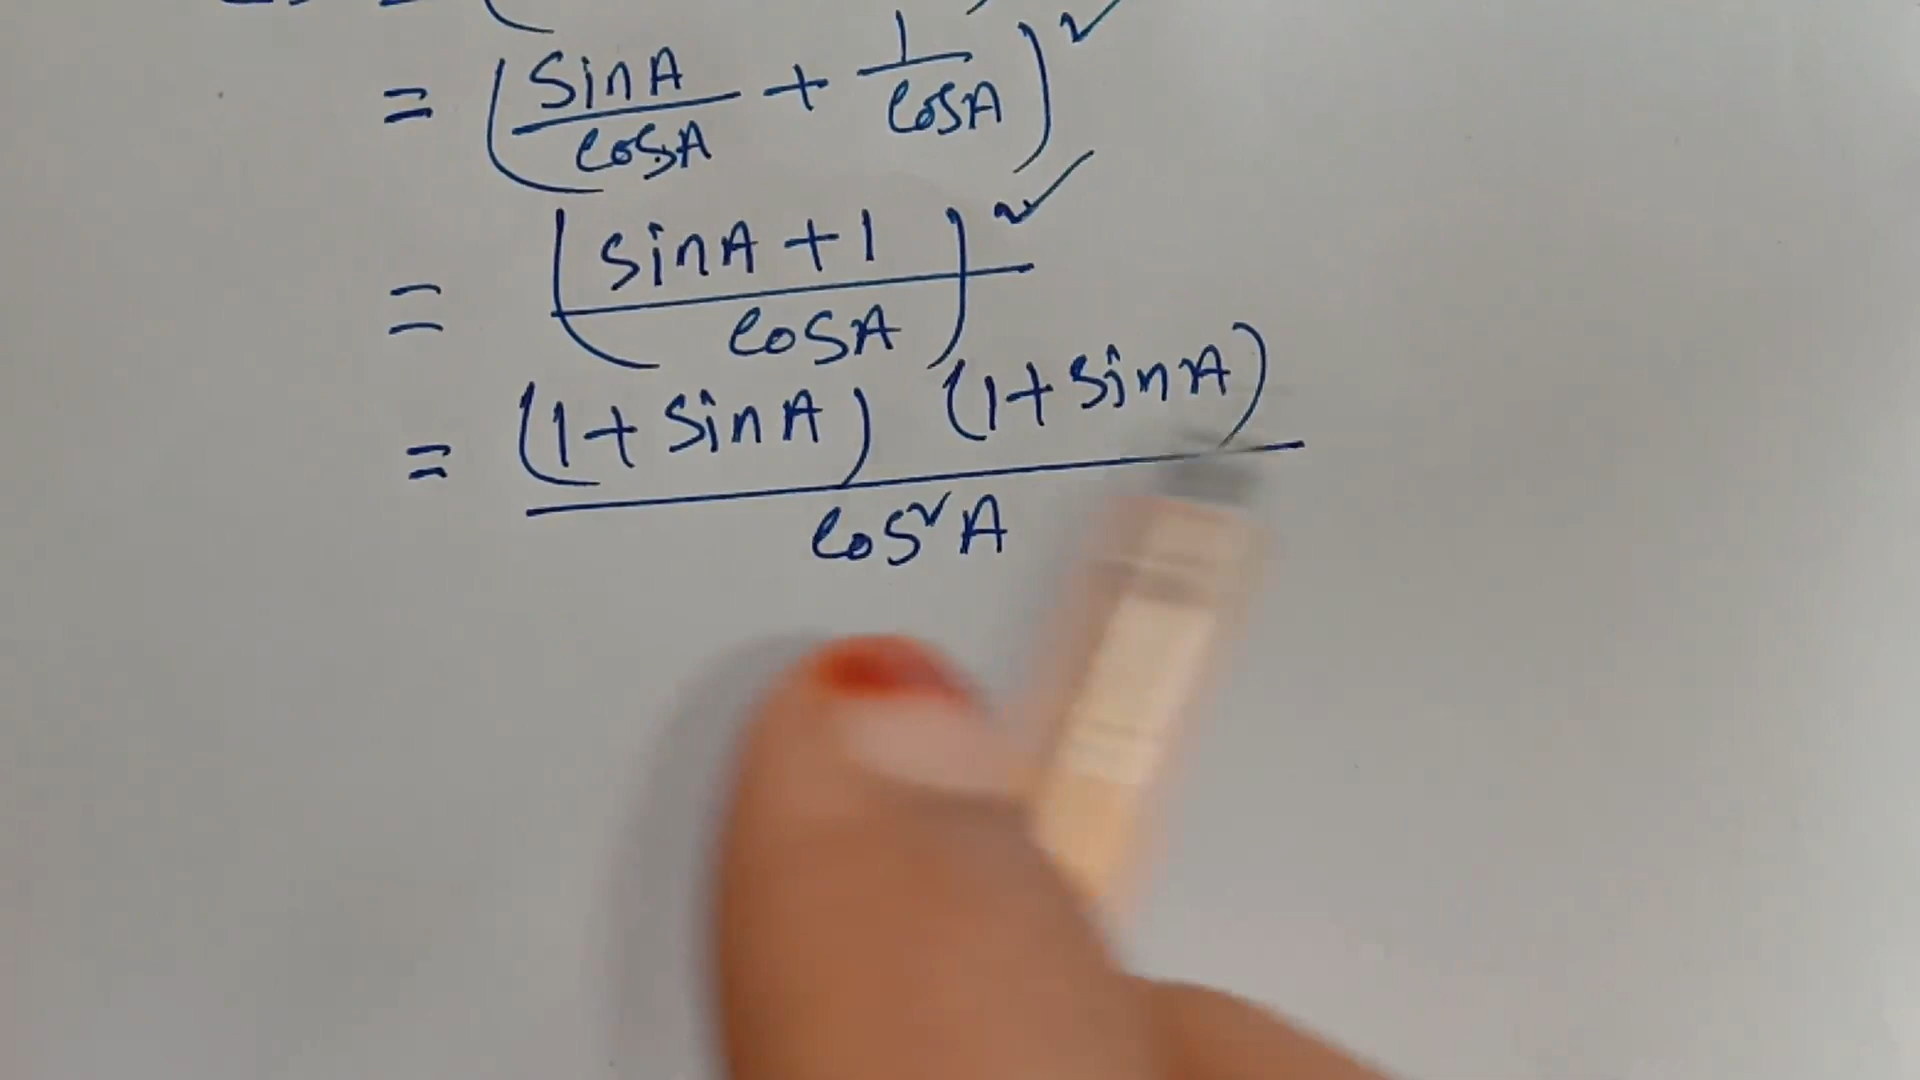 = (sinA/cosA + 1/cosA)²
= (sinA + 1/cosA)²
= (1 + sinA) (1 + sinA)/cos²A